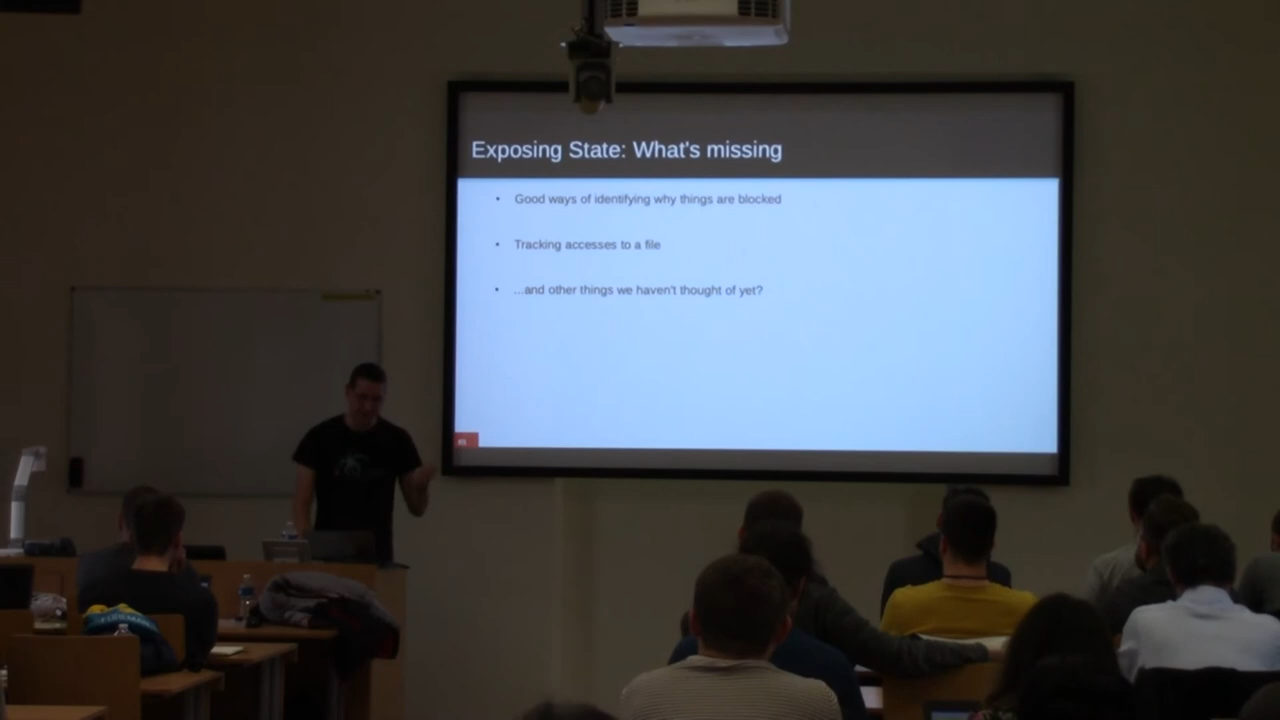 Exposing State: What's missing
• Good ways of identifying why things are blocked
• Tracking accesses to a file
• ...and other things we haven't thought of yet?